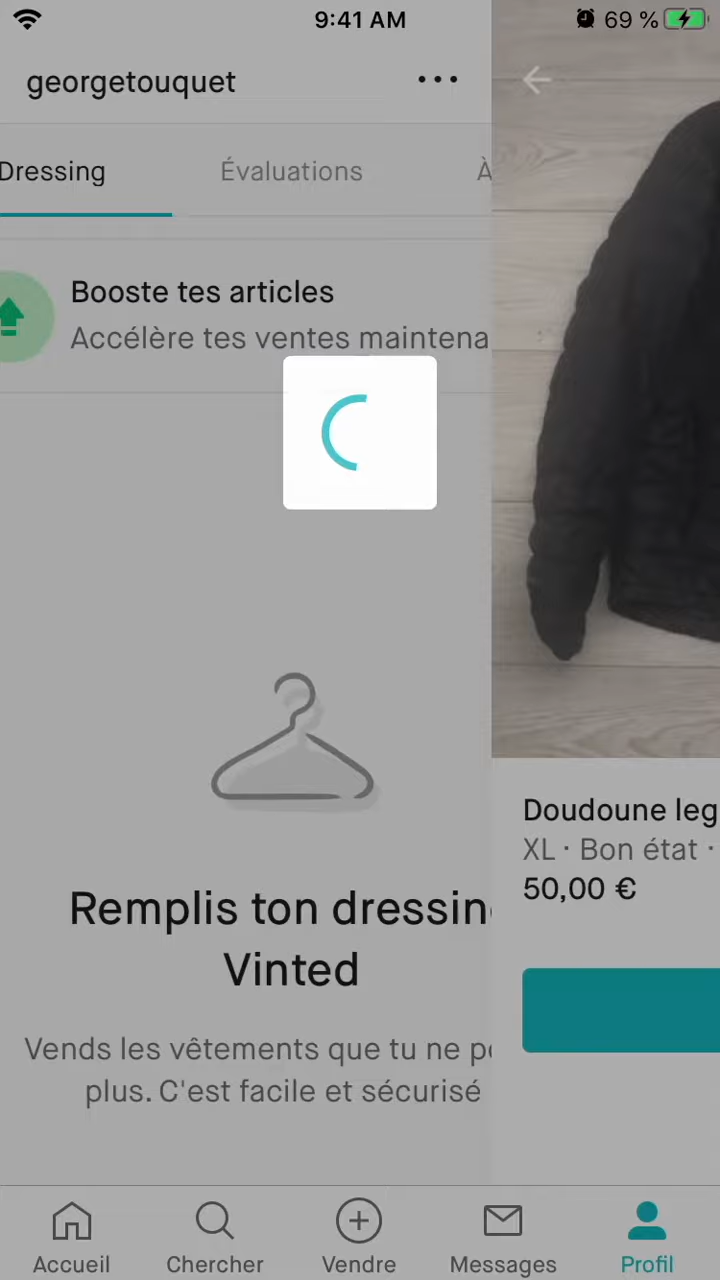 9:41 AM
69 %
georgetouquet
Dressing
Évaluations
À
Booste tes articles
Accélère tes ventes maintena
Remplis ton dressin
Vinted
Vends les vêtements que tu ne p
plus. C'est facile et sécurisé
Doudoune leg
XL · Bon état ·
50,00 €
Accueil
Chercher
Vendre
Messages
Profil